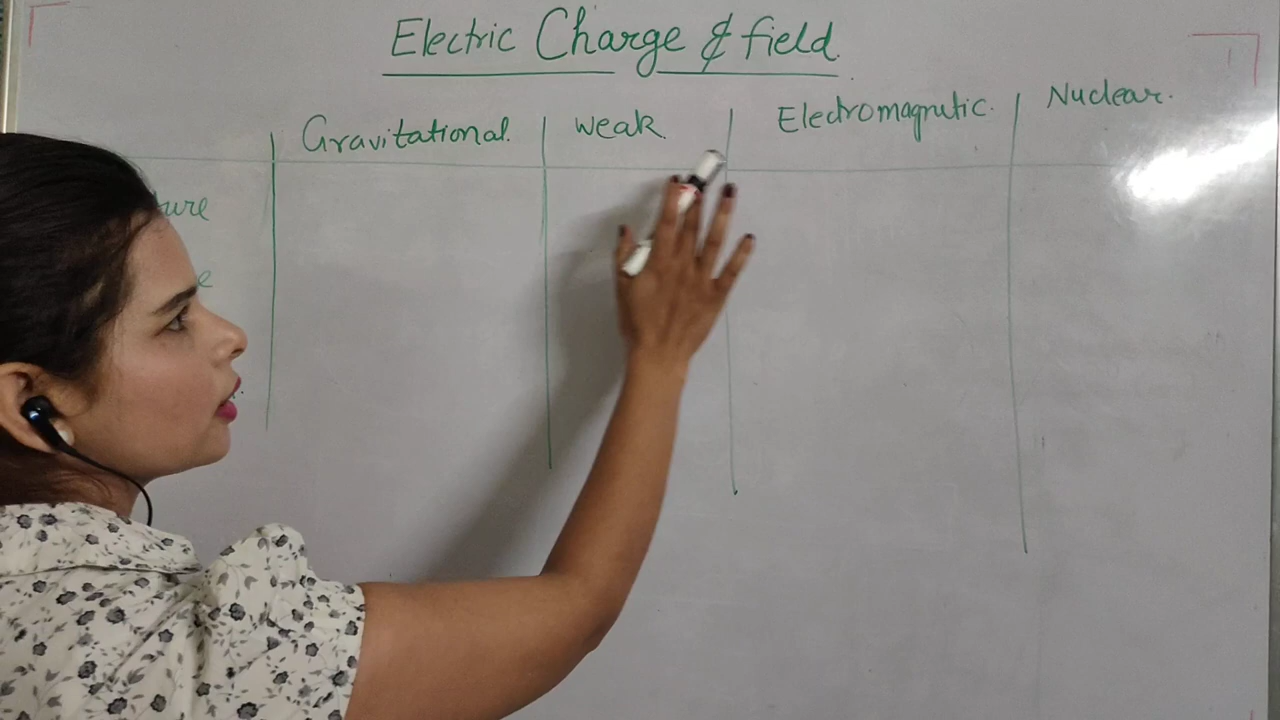 Electric Charge & field.
Gravitational. weak. Electromagnetic. Nuclear.